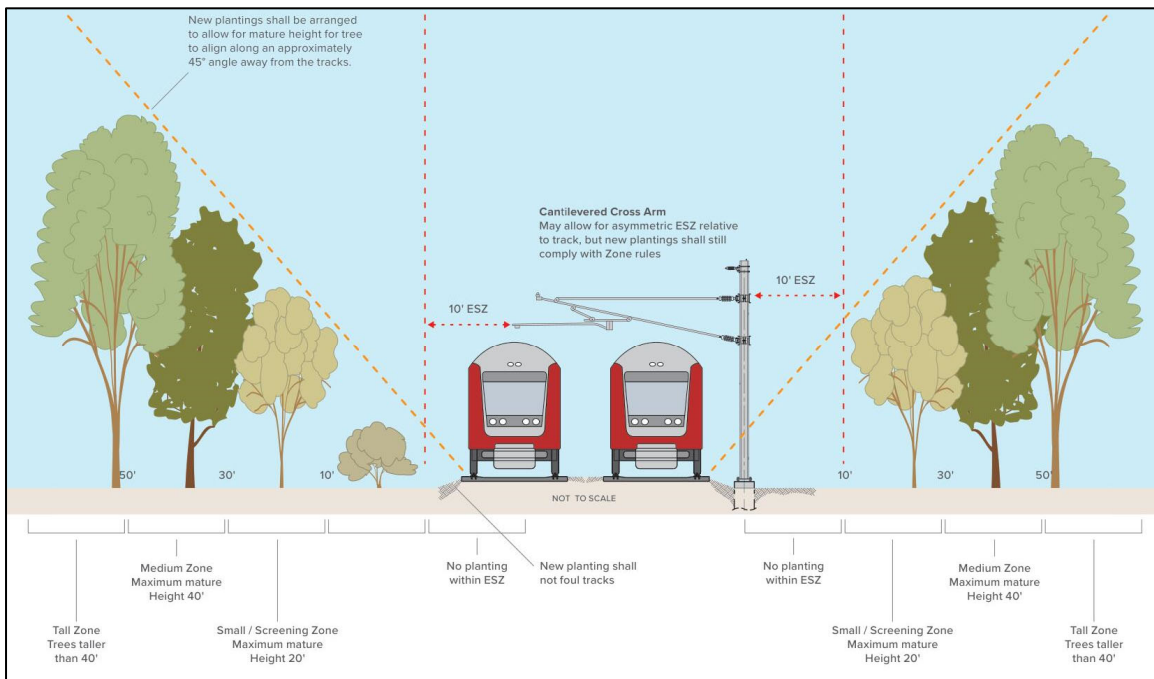 New plantings shall be arranged
to allow for mature height for tree
to align along an approximately
45° angle away from the tracks.
Cantilevered Cross Arm
May allow for asymmetric ESZ relative
to track, but new plantings shall still
comply with Zone rules
10' ESZ
10' ESZ
50'
30'
10'
10'
30'
50'
NOT TO SCALE
No planting
within ESZ
New planting shall
not foul tracks
No planting
within ESZ
Medium Zone
Maximum mature
Height 40'
Medium Zone
Maximum mature
Height 40'
Tall Zone
Trees taller
than 40'
Small / Screening Zone
Maximum mature
Height 20'
Small / Screening Zone
Maximum mature
Height 20'
Tall Zone
Trees taller
than 40'